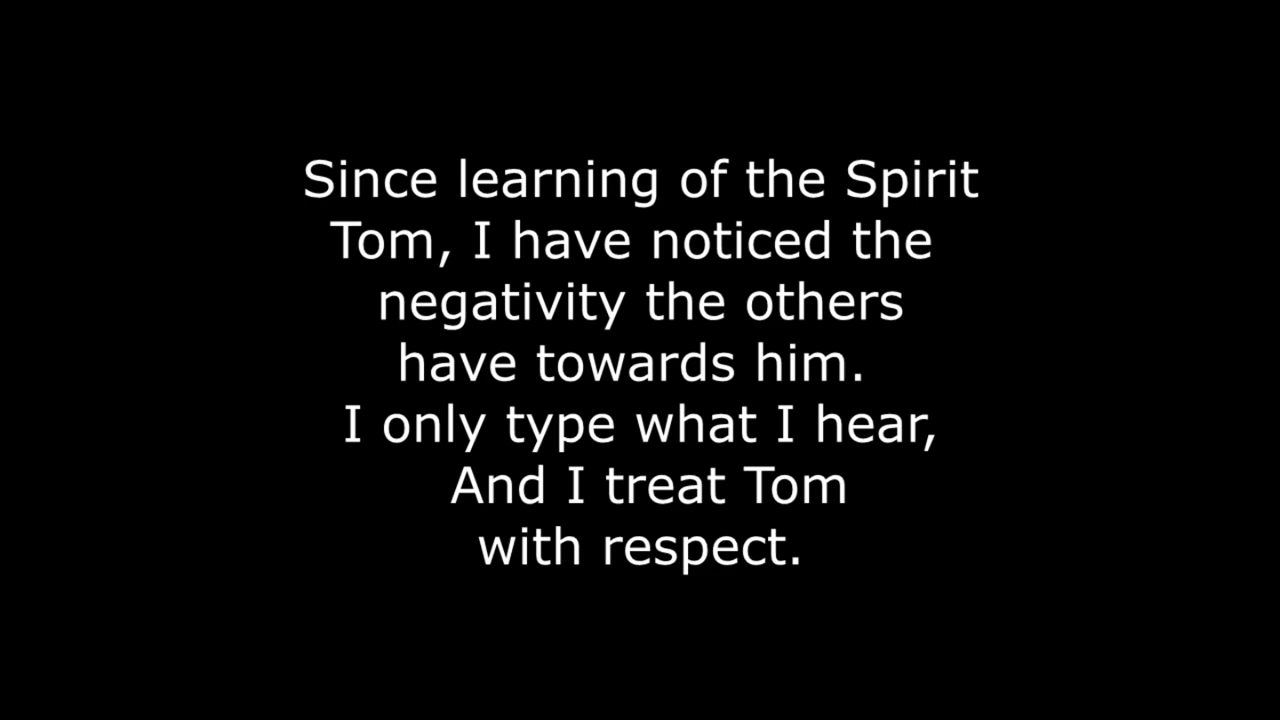 Since learning of the Spirit
Tom, I have noticed the
negativity the others
have towards him.
I only type what I hear,
And I treat Tom
with respect.